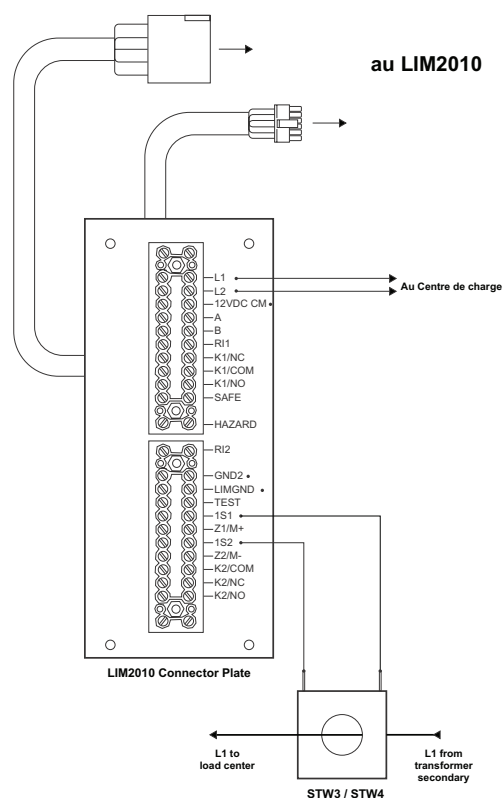 au LIM2010
L1
L2
Au Centre de charge
12VDC CM
A
B
RI1
K1/NC
K1/COM
K1/NO
SAFE
HAZARD
RI2
GND2
LIMGND
TEST
1S1
Z1/M+
1S2
Z2/M-
K2/COM
K2/NC
K2/NO
LIM2010 Connector Plate
L1 to
load center
L1 from
transformer
secondary
STW3 / STW4